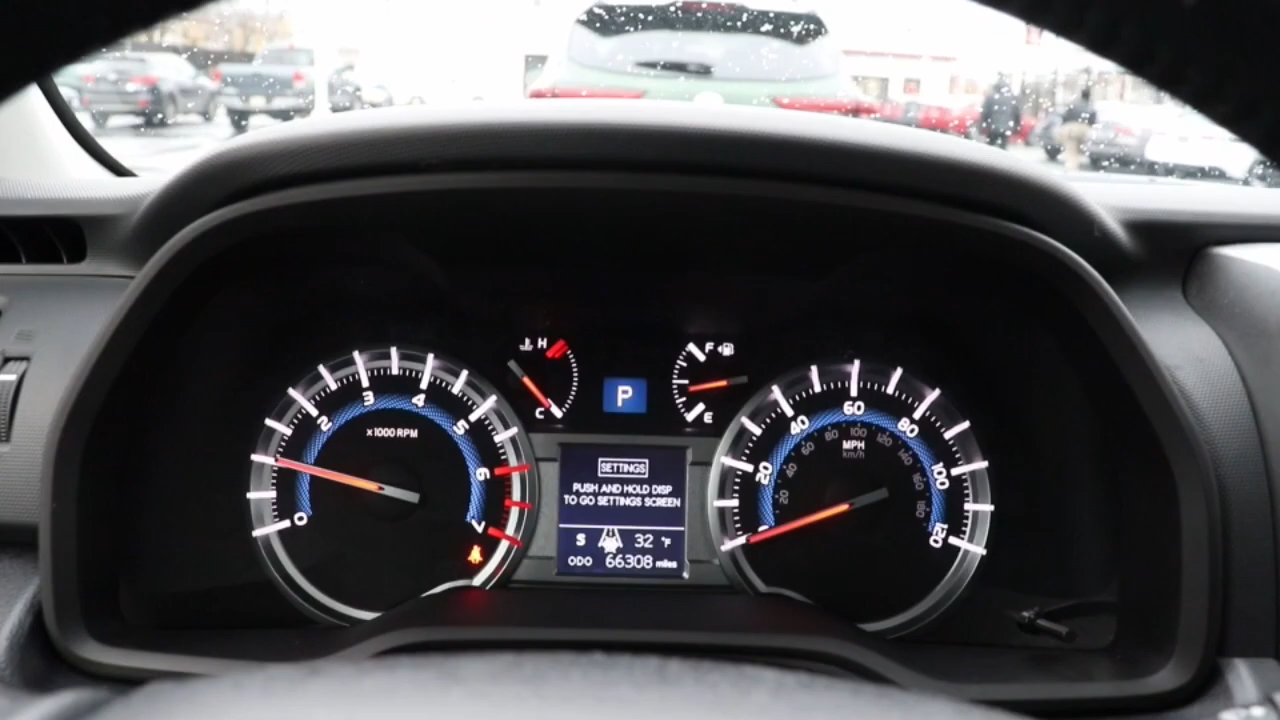 H
C
P
F
E
0
1
2
3
4
5
6
7
x1000 RPM
SETTINGS
PUSH AND HOLD DISP
TO GO SETTINGS SCREEN
S 32 °F
ODO 66308 miles
20
40
60
80
100
120
MPH
km/h
20
40
60
80
100
120
140
160
180